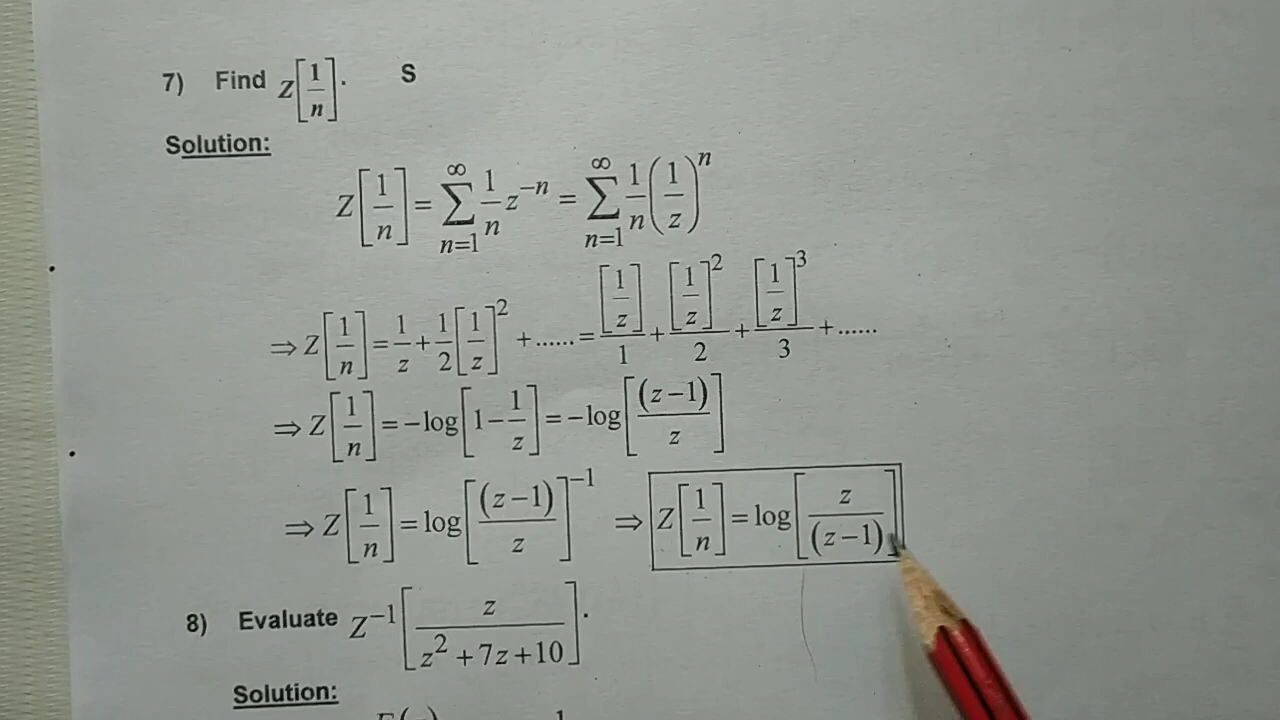 7) Find Z[1/n]. S
Solution:
Z[1/n] = ∑_{n=1}^{∞} 1/n z^{-n} = ∑_{n=1}^{∞} 1/n (1/z)^n
⇒ Z[1/n] = 1/z + 1/2 [1/z]^2 + ...... = [1/z]/1 + [1/z]^2/2 + [1/z]^3/3 + ......
⇒ Z[1/n] = −log[1 − 1/z] = −log[(z−1)/z]
⇒ Z[1/n] = log[(z−1)/z]^{-1} ⇒ Z[1/n] = log[z/(z−1)]
8) Evaluate Z^{-1}[z/(z^2 + 7z + 10)].
Solution: